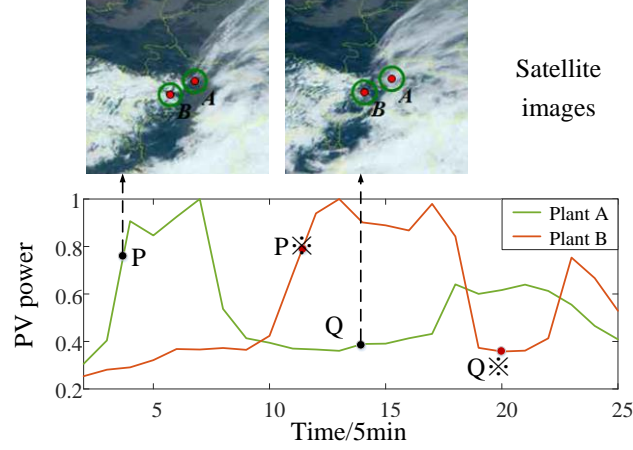 B
A
B
A
Satellite
images
1
0.8
0.6
0.4
0.2
PV power
P
P※
Q
Q※
Plant A
Plant B
5
10
15
20
25
Time/5min